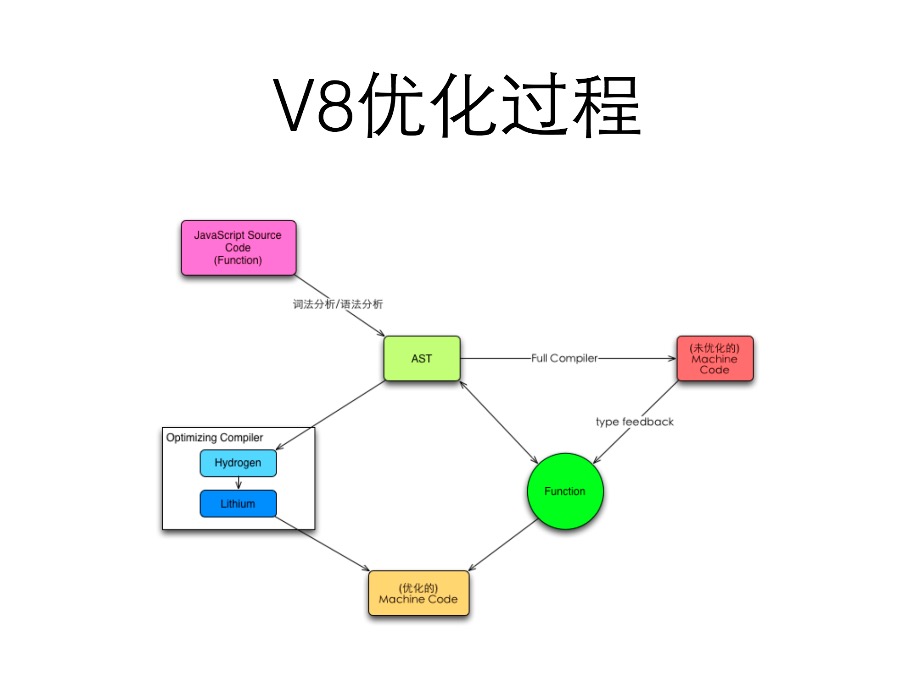 V8优化过程
JavaScript Source
Code
(Function)
词法分析/语法分析
AST
Full Compiler
(未优化的)
Machine
Code
type feedback
Optimizing Compiler
Hydrogen
Lithium
Function
(优化的)
Machine Code